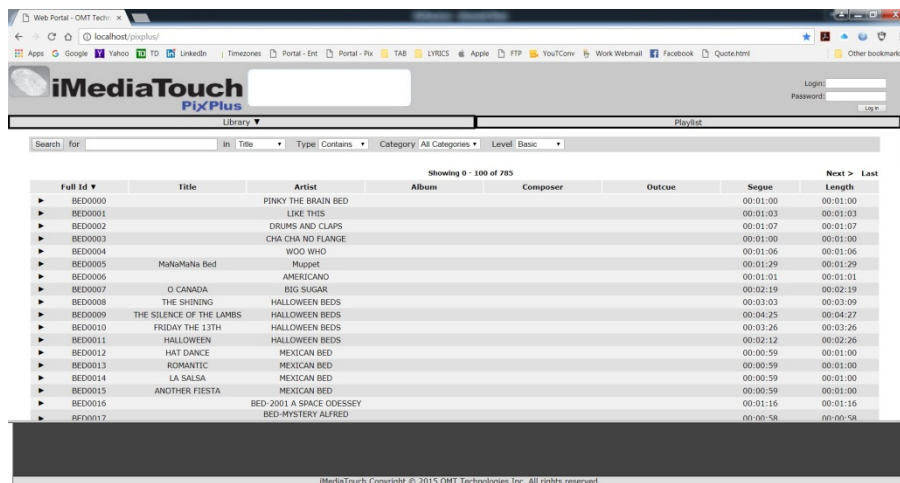 Web Portal - OMT Techn
localhost/pixplus/
Apps Google Yahoo TD LinkedIn Timezones Portal - Ent Portal - Pix TAB LYRICS Apple FTP YouTConv Work Webmail Facebook Quote.html Other bookmark
iMediaTouch
PiXPlus
Login:
Password:
Log in
Library ▼ Playlist
Search for In Title Type Contains Category All Categories Level Basic
Showing 0 - 100 of 785 Next > Last
Full Id ▼ Title Artist Album Composer Outcue Segue Length
BED0000 PINKY THE BRAIN BED 00:01:00 00:01:00
BED0001 LIKE THIS 00:01:03 00:01:03
BED0002 DRUMS AND CLAPS 00:01:07 00:01:07
BED0003 CHA CHA NO FLANGE 00:01:00 00:01:00
BED0004 WOO WHO 00:01:06 00:01:06
BED0005 MaNaMaNa Bed Muppet 00:01:29 00:01:29
BED0006 AMERICANO 00:01:01 00:01:01
BED0007 O CANADA BIG SUGAR 00:02:19 00:02:19
BED0008 THE SHINING HALLOWEEN BEDS 00:03:03 00:03:09
BED0009 THE SILENCE OF THE LAMBS HALLOWEEN BEDS 00:04:25 00:04:27
BED0010 FRIDAY THE 13TH HALLOWEEN BEDS 00:03:26 00:03:26
BED0011 HALLOWEEN HALLOWEEN BEDS 00:02:12 00:02:26
BED0012 HAT DANCE MEXICAN BED 00:00:59 00:01:00
BED0013 ROMANTIC MEXICAN BED 00:00:59 00:01:00
BED0014 LA SALSA MEXICAN BED 00:00:59 00:01:00
BED0015 ANOTHER FIESTA MEXICAN BED 00:00:59 00:01:00
BED0016 BED-2001 A SPACE ODESSEY 00:01:16 00:01:16
BED0017 BED-MYSTERY ALFRED 00:00:58 00:00:58
iMediaTouch Copyright © 2015 OMT Technologies Inc. All rights reserved